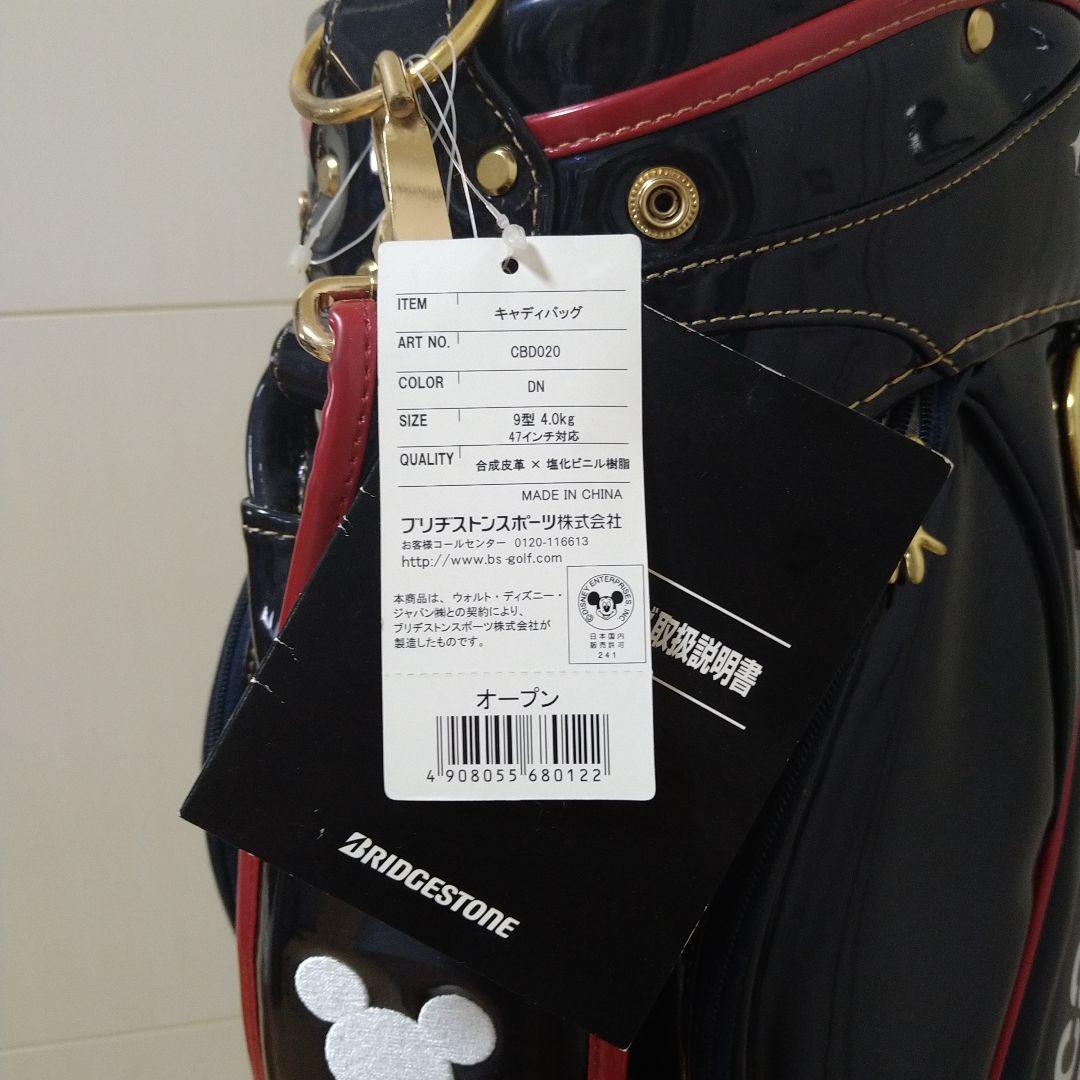 ITEM キャディバッグ
ART NO. CBD020
COLOR DN
SIZE 9型 4.0kg
47インチ対応
QUALITY 合成皮革 × 塩化ビニル樹脂
MADE IN CHINA
ブリヂストンスポーツ株式会社
お客様コールセンター 0120-116613
http://www.bs-golf.com
本商品は、ウォルト・ディズニー・
ジャパン㈱との契約により、
ブリヂストンスポーツ株式会社が
製造したものです。
©DISNEY ENTERPRISES, INC.
日本国内
販売許可
241
オープン
4 908055 680122
取扱説明書
BRIDGESTONE